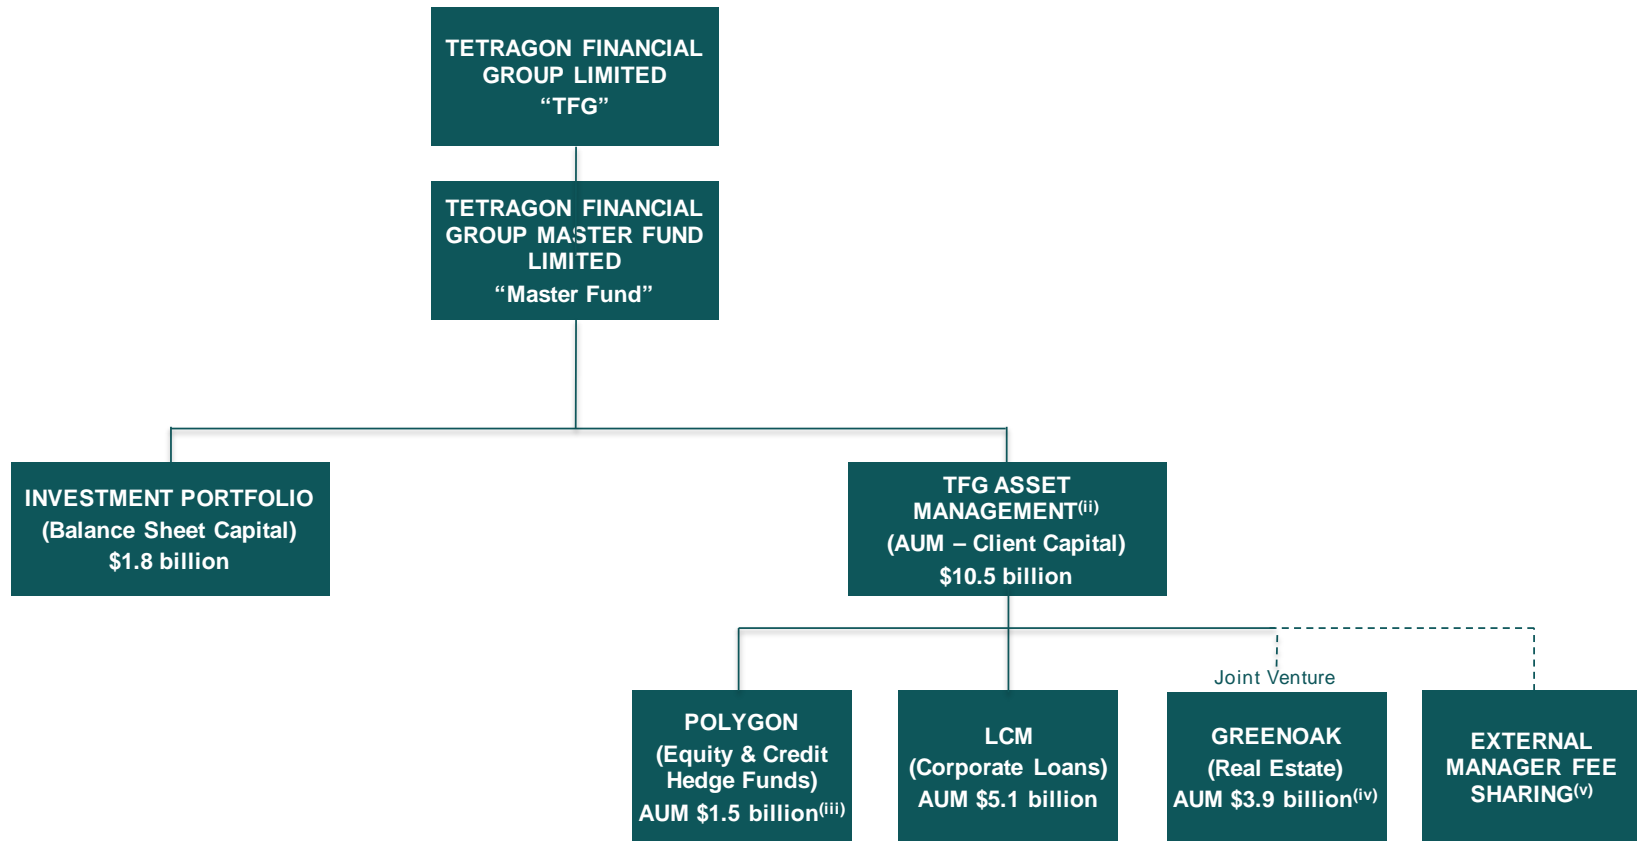 TETRAGON FINANCIAL
GROUP LIMITED
“TFG”
TETRAGON FINANCIAL
GROUP MASTER FUND
LIMITED
“Master Fund”
INVESTMENT PORTFOLIO
(Balance Sheet Capital)
$1.8 billion
TFG ASSET
MANAGEMENT(ii)
(AUM – Client Capital)
$10.5 billion
Joint Venture
POLYGON
(Equity & Credit
Hedge Funds)
AUM $1.5 billion(iii)
LCM
(Corporate Loans)
AUM $5.1 billion
GREENOAK
(Real Estate)
AUM $3.9 billion(iv)
EXTERNAL
MANAGER FEE
SHARING(v)